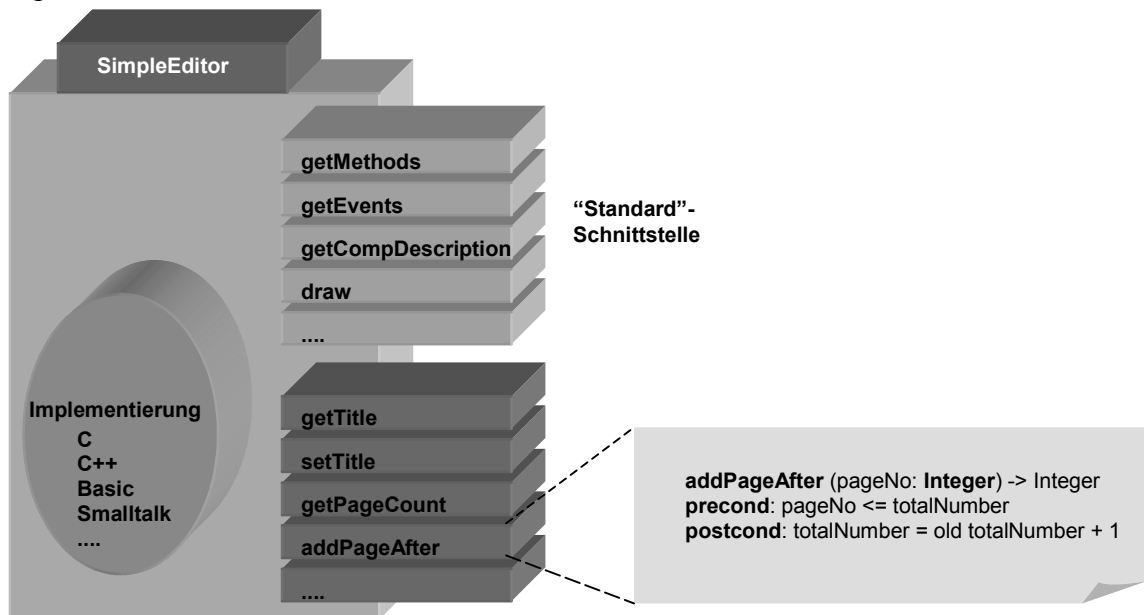 SimpleEditor
getMethods
getEvents
getCompDescription
draw
....
“Standard”-
Schnittstelle
Implementierung
C
C++
Basic
Smalltalk
....
getTitle
setTitle
getPageCount
addPageAfter
....
addPageAfter (pageNo: Integer) -> Integer
precond: pageNo <= totalNumber
postcond: totalNumber = old totalNumber + 1